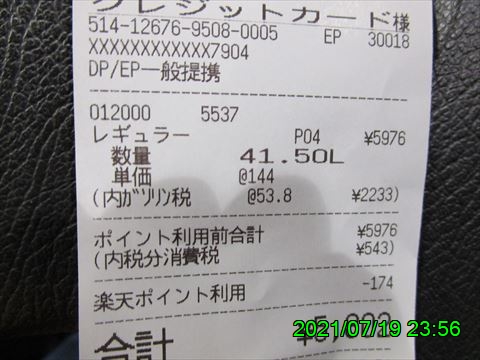 クレジットカード様
514-12676-9508-0005 EP 30018
XXXXXXXXXXXX7904
DP/EP一般提携
012000 5537
レギュラー P04 ¥5976
数量 41.50L
単価 @144
(内ガソリン税 @53.8 ¥2233)
ポイント利用前合計 ¥5976
(内税分消費税 ¥543)
楽天ポイント利用 -174
合計
2021/07/19 23:56